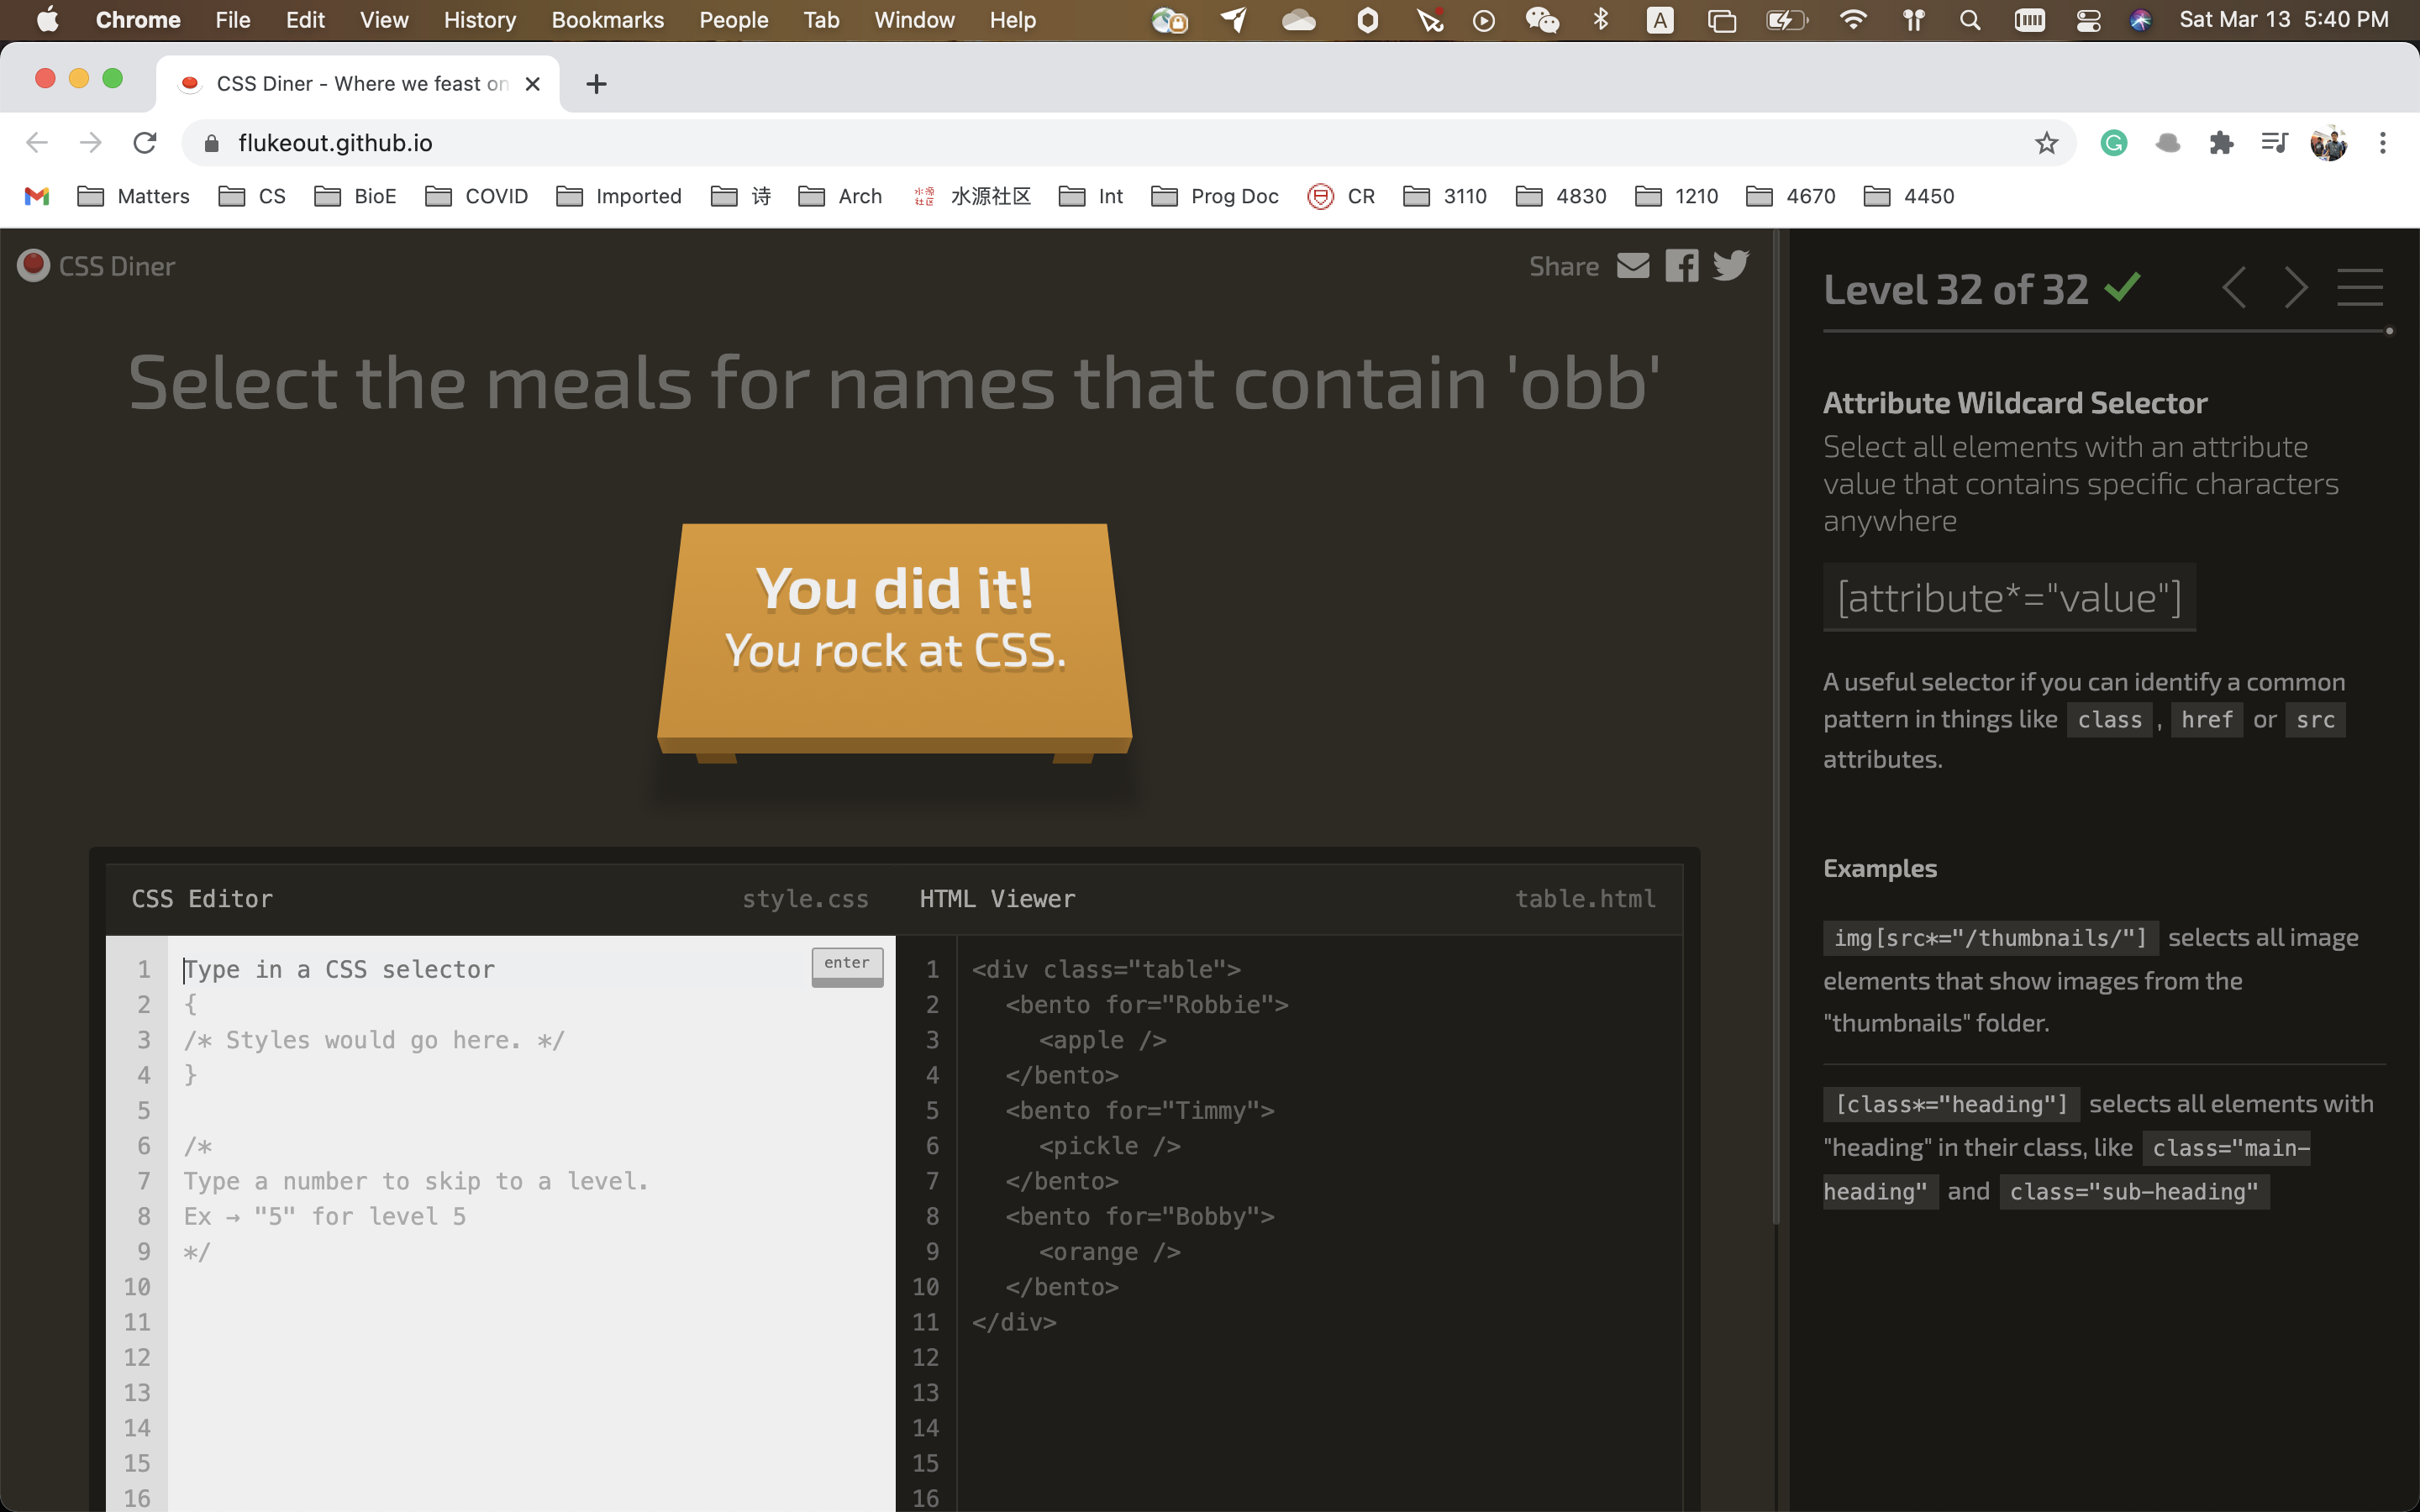 Chrome File Edit View History Bookmarks People Tab Window Help A Sat Mar 13 5:40 PM
CSS Diner - Where we feast on
flukeout.github.io
Matters CS BioE COVID Imported 诗 Arch 水源社区 水源社区 Int Prog Doc CR 3110 4830 1210 4670 4450
CSS Diner
Share
Select the meals for names that contain 'obb'
You did it!
You rock at CSS.
CSS Editor style.css
1 Type in a CSS selector
enter
2 {
3 /* Styles would go here. */
4 }
5
6 /*
7 Type a number to skip to a level.
8 Ex → "5" for level 5
9 */
10
11
12
13
14
15
16
HTML Viewer table.html
1 <div class="table">
2 <bento for="Robbie">
3 <apple />
4 </bento>
5 <bento for="Timmy">
6 <pickle />
7 </bento>
8 <bento for="Bobby">
9 <orange />
10 </bento>
11 </div>
12
13
14
15
16
Level 32 of 32
Attribute Wildcard Selector
Select all elements with an attribute
value that contains specific characters
anywhere
[attribute*="value"]
A useful selector if you can identify a common
pattern in things like class , href or src
attributes.
Examples
img[src*="/thumbnails/"] selects all image
elements that show images from the
"thumbnails" folder.
[class*="heading"] selects all elements with
"heading" in their class, like class="main-
heading" and class="sub-heading"